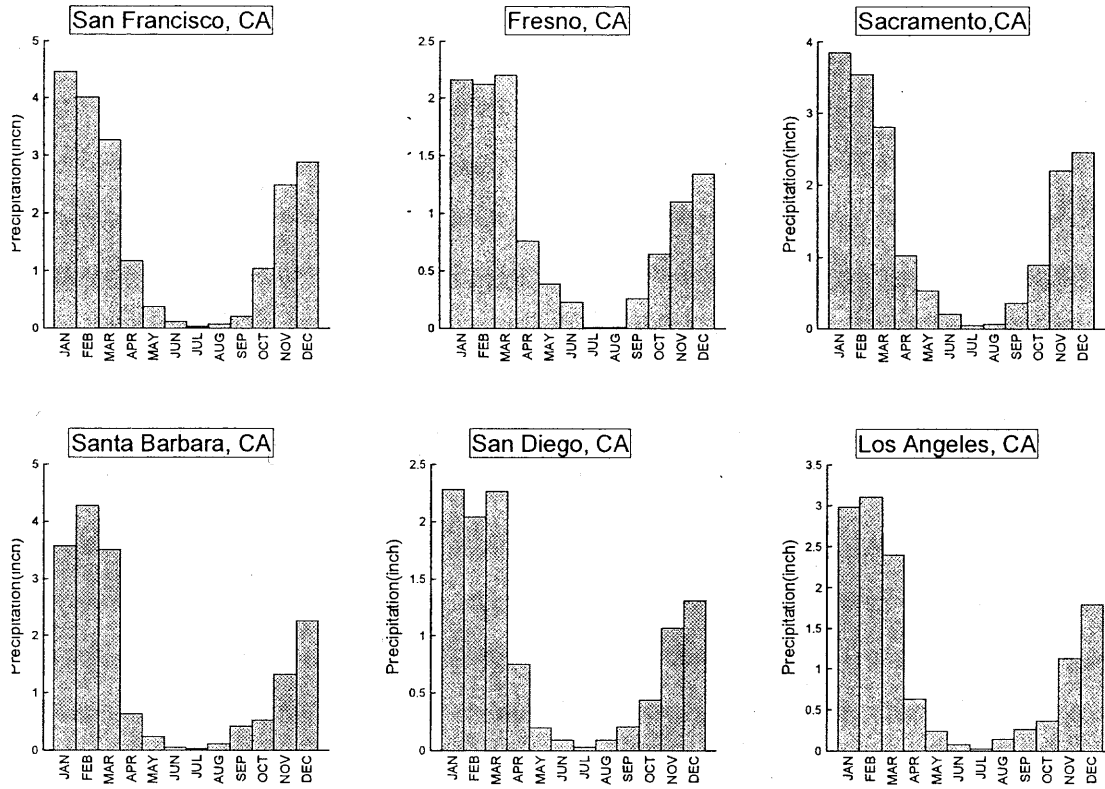 San Francisco, CA
Precipitation(inch)
5
4
3
2
1
0
JAN FEB MAR APR MAY JUN JUL AUG SEP OCT NOV DEC
Fresno, CA
2.5
2
1.5
1
0.5
0
JAN FEB MAR APR MAY JUN JUL AUG SEP OCT NOV DEC
Sacramento,CA
Precipitation(inch)
4
3
2
1
0
JAN FEB MAR APR MAY JUN JUL AUG SEP OCT NOV DEC
Santa Barbara, CA
Precipitation(inch)
5
4
3
2
1
0
JAN FEB MAR APR MAY JUN JUL AUG SEP OCT NOV DEC
San Diego, CA
Precipitation(inch)
2.5
2
1.5
1
0.5
0
JAN FEB MAR APR MAY JUN JUL AUG SEP OCT NOV DEC
Los Angeles, CA
Precipitation(inch)
3.5
3
2.5
2
1.5
1
0.5
0
JAN FEB MAR APR MAY JUN JUL AUG SEP OCT NOV DEC